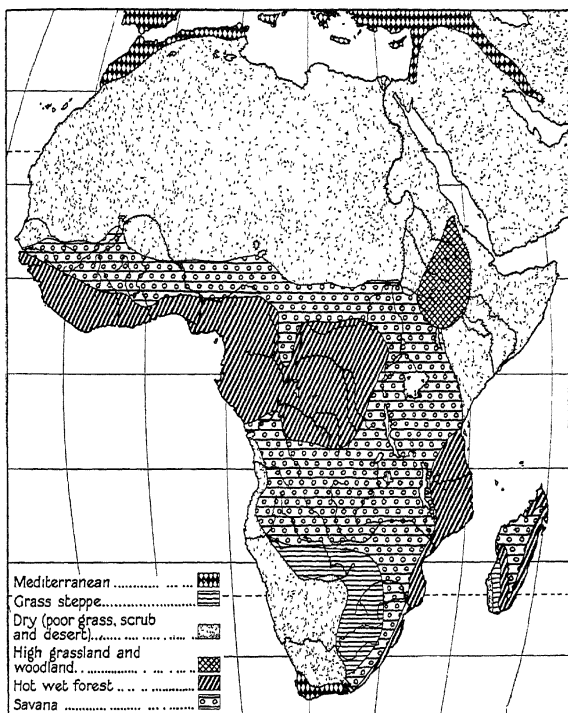 Mediterranean
Grass steppe
Dry (poor grass, scrub
and desert)
High grassland and
woodland
Hot wet forest
Savana